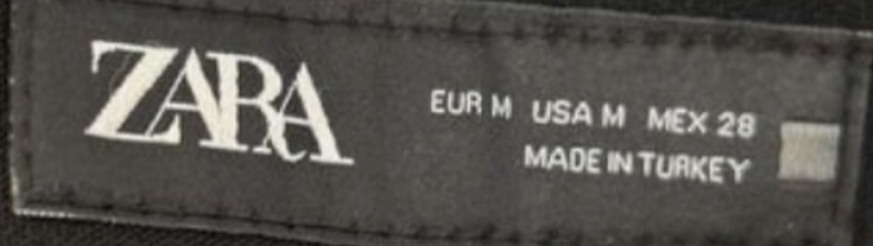 ZARA
EUR M USA M MEX 28
MADE IN TURKEY